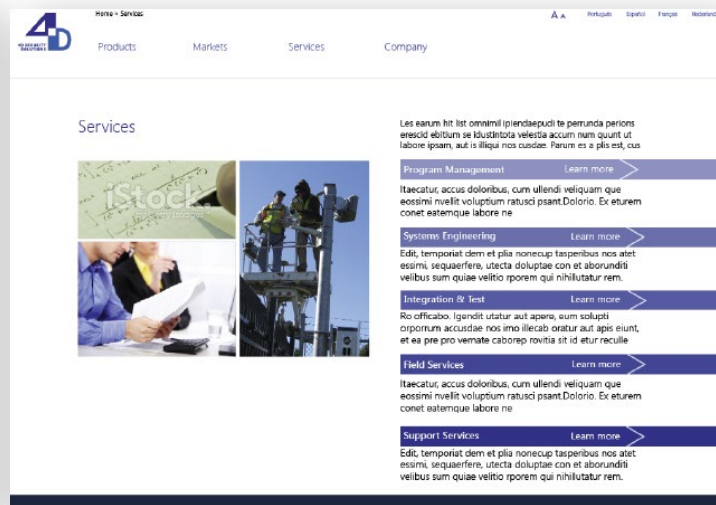 Home > Services
A A
Português Español Français Nederland
4D
4D SECURITY
SOLUTIONS
Products Markets Services Company
Services
iStock
Les earum hit list omnimil ipiendaepudi te perrunda perions
erescid ebitium se idustintota velestia accum num quunt ut
labore ipsam, aut is illiqui nos cusdae. Parum es a plis est, cus
Program Management Learn more
Itaecatur, accus doloribus, cum ullendi veliquam que
eossimi nvellit voluptium ratusci psant.Dolorio. Ex eturem
conet eatemque labore ne
Systems Engineering Learn more
Edit, temporiat dem et plia nonecup tasperibus nos atet
essimi, sequaerfere, utecta doluptae con et aborunditi
velibus sum quiae velitio rporem qui nihillutatur rem.
Integration & Test Learn more
Ro officabo. Igendit utatur aut apere, eum solupti
orporrum accusdae nos imo illecab oratur aut apis eiunt,
et ea pre pro vernate caborep rovitia sit id etur reculle
Field Services Learn more
Itaecatur, accus doloribus, cum ullendi veliquam que
eossimi nvellit voluptium ratusci psant.Dolorio. Ex eturem
conet eatemque labore ne
Support Services Learn more
Edit, temporiat dem et plia nonecup tasperibus nos atet
essimi, sequaerfere, utecta doluptae con et aborunditi
velibus sum quiae velitio rporem qui nihillutatur rem.